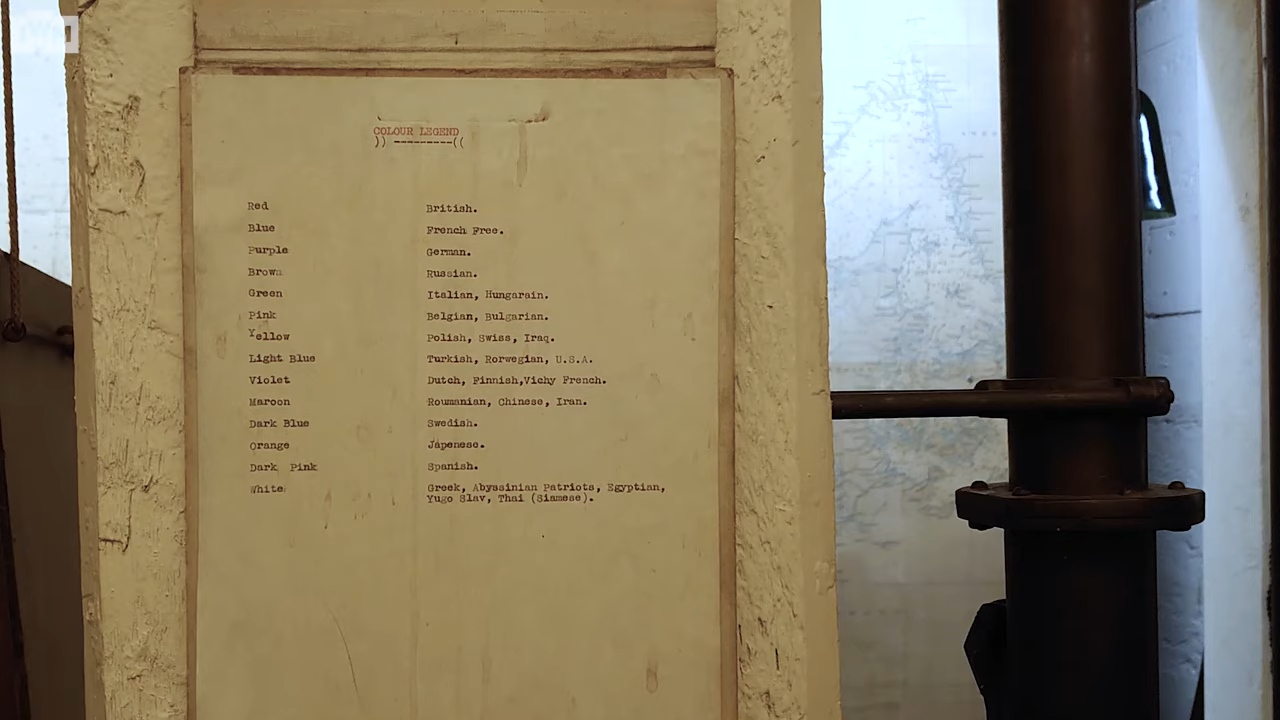 COLOUR LEGEND
)) ----------((
Red British.
Blue French Free.
Purple German.
Brown Russian.
Green Italian, Hungarain.
Pink Belgian, Bulgarian.
Yellow Polish, Swiss, Iraq.
Light Blue Turkish, Rorwegian, U.S.A.
Violet Dutch, Finnish,Vichy French.
Maroon Roumanian, Chinese, Iran.
Dark Blue Swedish.
Orange Japenese.
Dark Pink Spanish.
White Greek, Abyssinian Patriots, Egyptian,
Yugo Slav, Thai (Siamese).